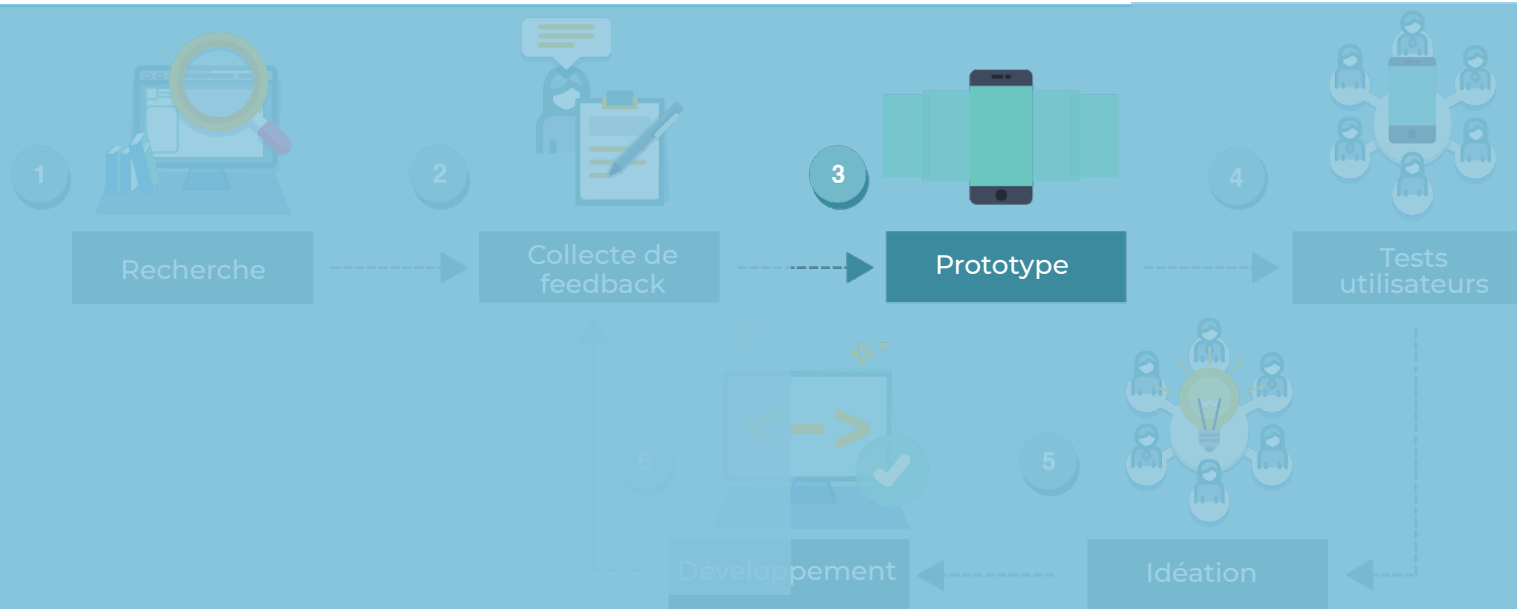 1
Recherche
2
Collecte de
feedback
3
Prototype
4
Tests
utilisateurs
6
<->
Développement
5
Idéation